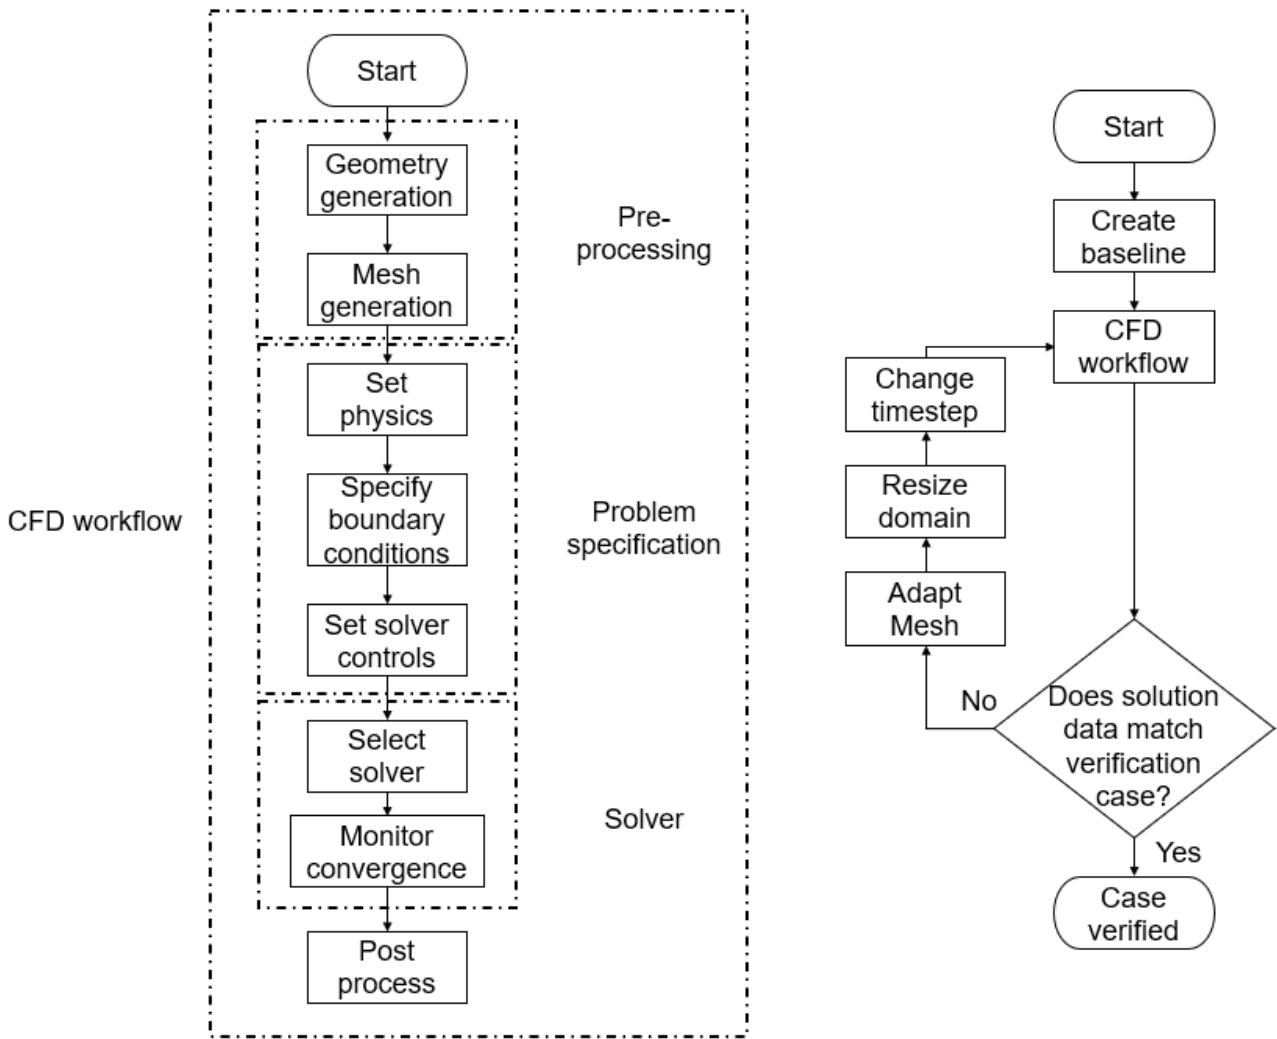 CFD workflow
Start
Geometry
generation
Mesh
generation
Pre-
processing
Set
physics
Specify
boundary
conditions
Set solver
controls
Problem
specification
Select
solver
Monitor
convergence
Solver
Post
process
Start
Create
baseline
CFD
workflow
Change
timestep
Resize
domain
Adapt
Mesh
No
Does solution
data match
verification
case?
Yes
Case
verified